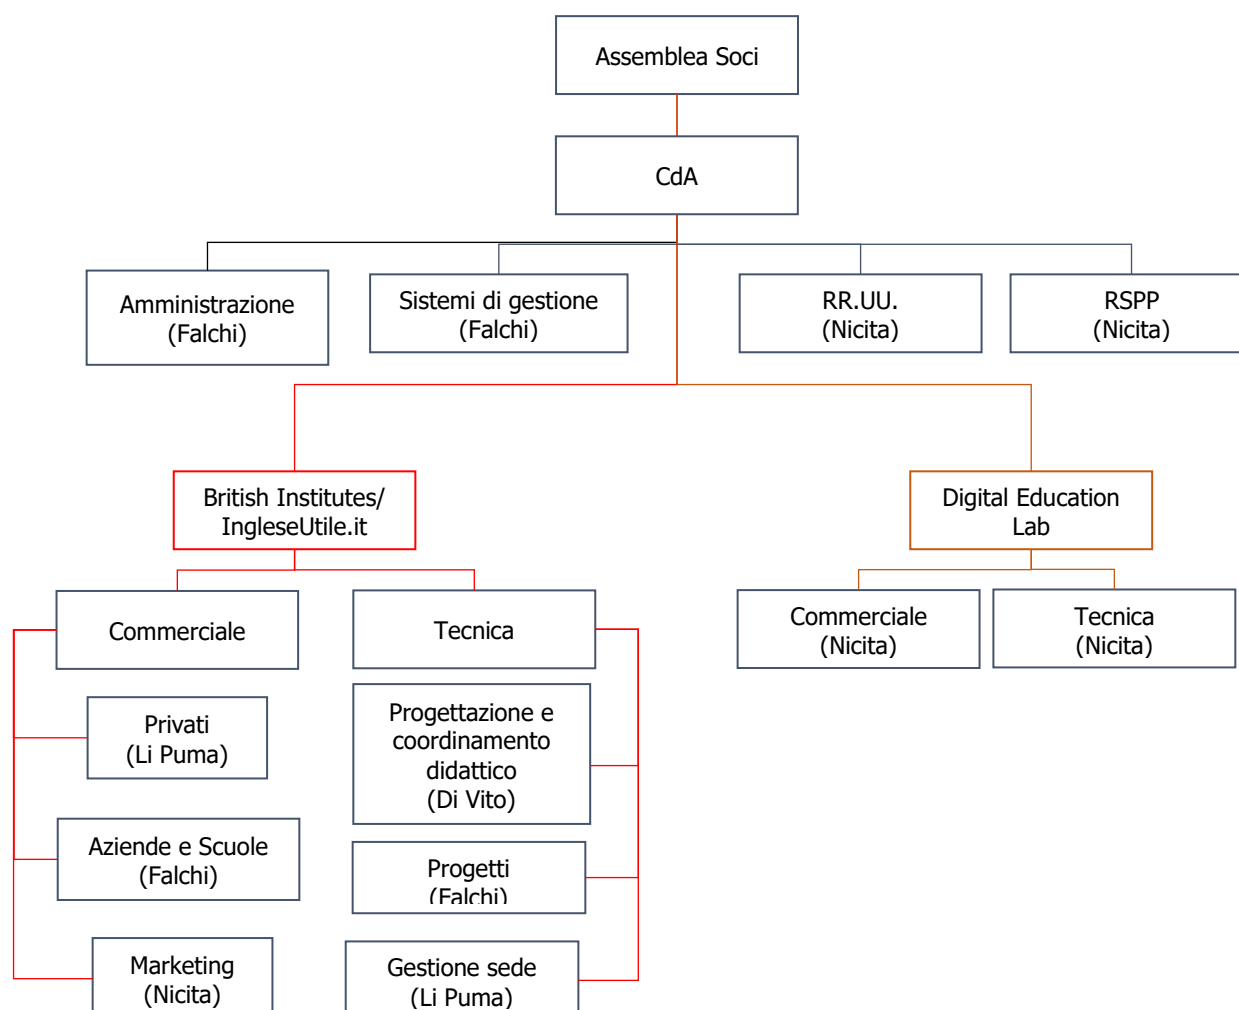 Assemblea Soci
CdA
Amministrazione
(Falchi)
Sistemi di gestione
(Falchi)
RR.UU.
(Nicita)
RSPP
(Nicita)
British Institutes/
IngleseUtile.it
Digital Education
Lab
Commerciale
Tecnica
Commerciale
(Nicita)
Tecnica
(Nicita)
Privati
(Li Puma)
Progettazione e
coordinamento
didattico
(Di Vito)
Aziende e Scuole
(Falchi)
Progetti
(Falchi)
Marketing
(Nicita)
Gestione sede
(Li Puma)